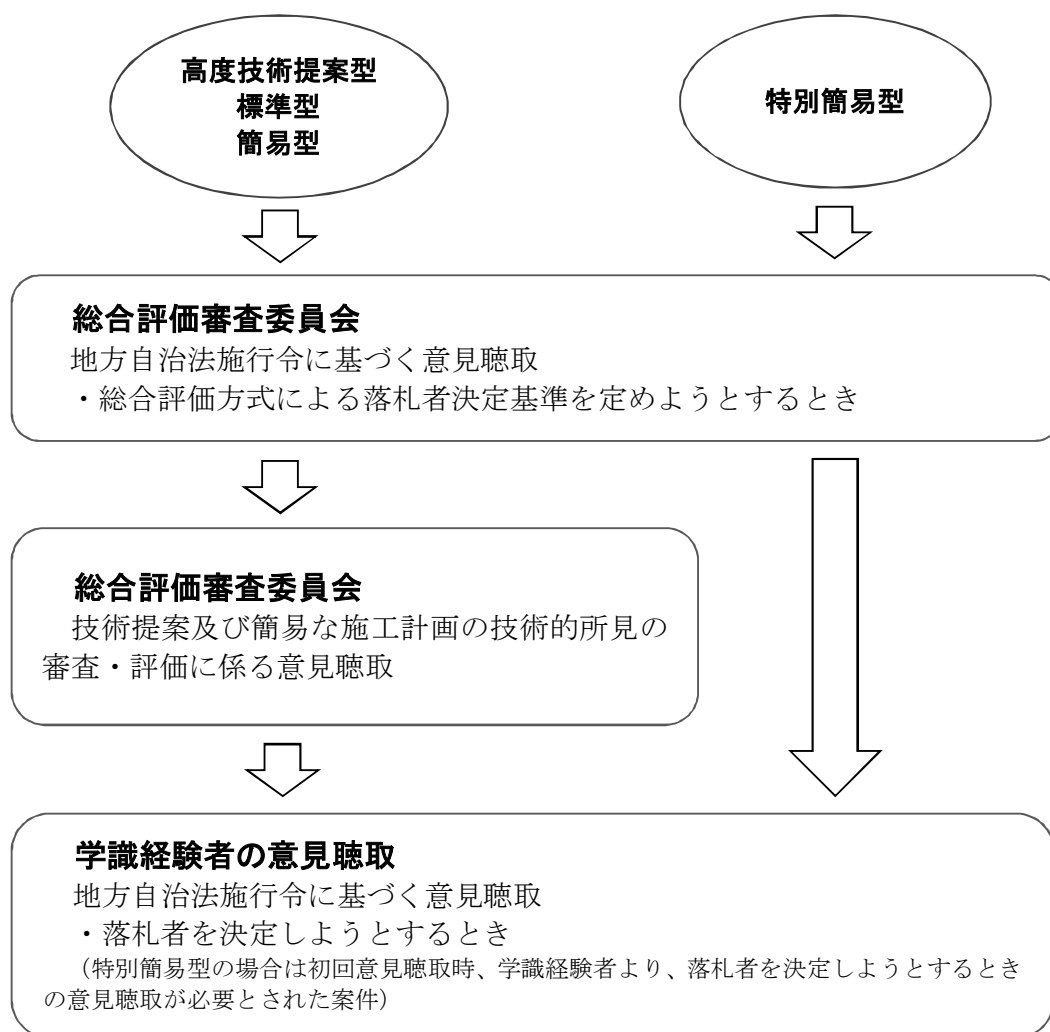 高度技術提案型
標準型
簡易型
特別簡易型
総合評価審査委員会
地方自治法施行令に基づく意見聴取
・総合評価方式による落札者決定基準を定めようとするとき
総合評価審査委員会
技術提案及び簡易な施工計画の技術的所見の
審査・評価に係る意見聴取
学識経験者の意見聴取
地方自治法施行令に基づく意見聴取
・落札者を決定しようとするとき
（特別簡易型の場合は初回意見聴取時、学識経験者より、落札者を決定しようとするとき
の意見聴取が必要とされた案件）